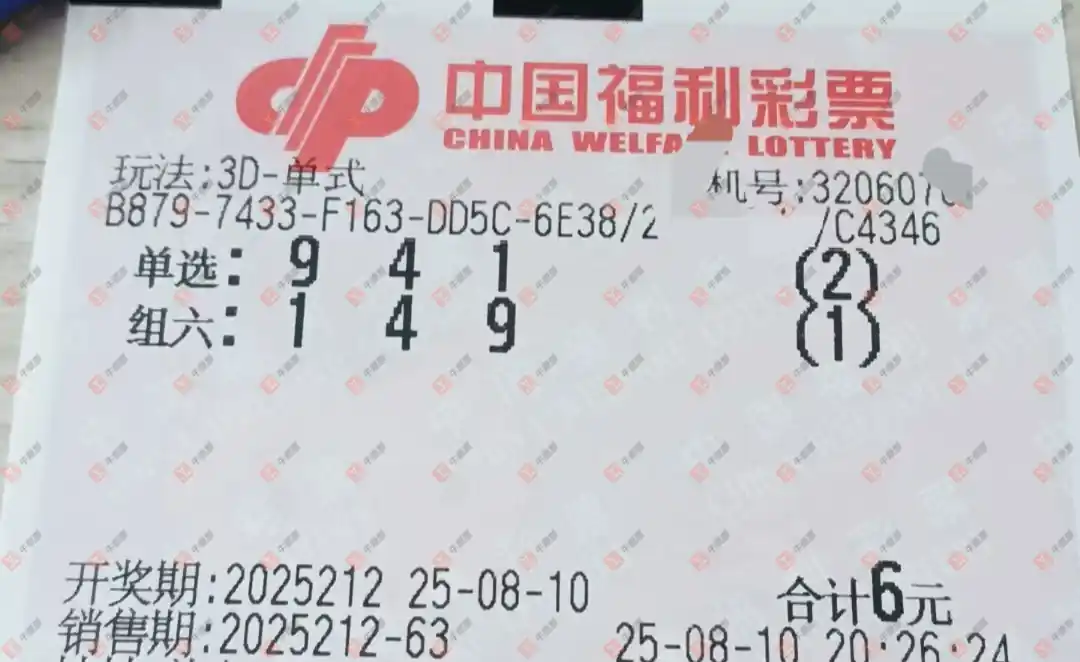 中国福利彩票
CHINA WELFA LOTTERY
玩法:3D-单式
机号:320607
B879-7433-F163-DD5C-6E38/2
/C4346
单选: 9 4 1 (2)
组六: 1 4 9 (1)
开奖期:2025212 25-08-10 合计6元
销售期:2025212-63 25-08-10 20:26:24